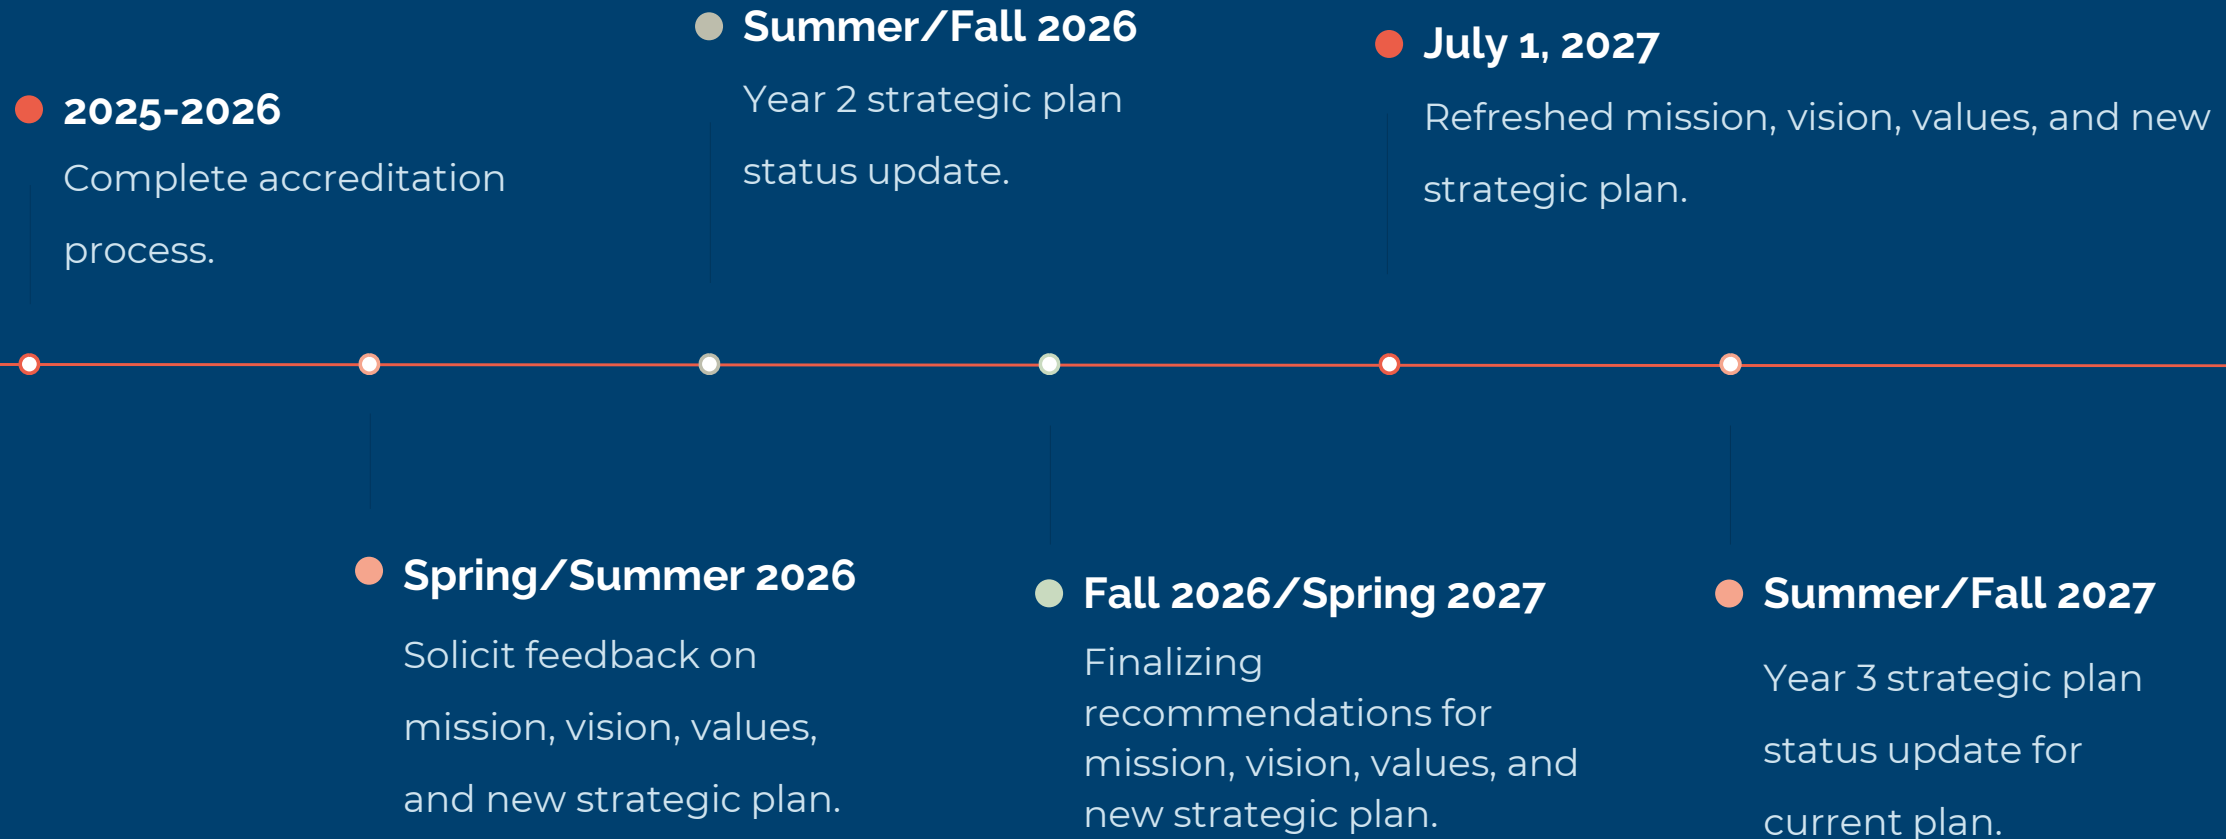 2025-2026
Complete accreditation
process.
Spring/Summer 2026
Solicit feedback on
mission, vision, values,
and new strategic plan.
Summer/Fall 2026
Year 2 strategic plan
status update.
Fall 2026/Spring 2027
Finalizing
recommendations for
mission, vision, values, and
new strategic plan.
July 1, 2027
Refreshed mission, vision, values, and new
strategic plan.
Summer/Fall 2027
Year 3 strategic plan
status update for
current plan.